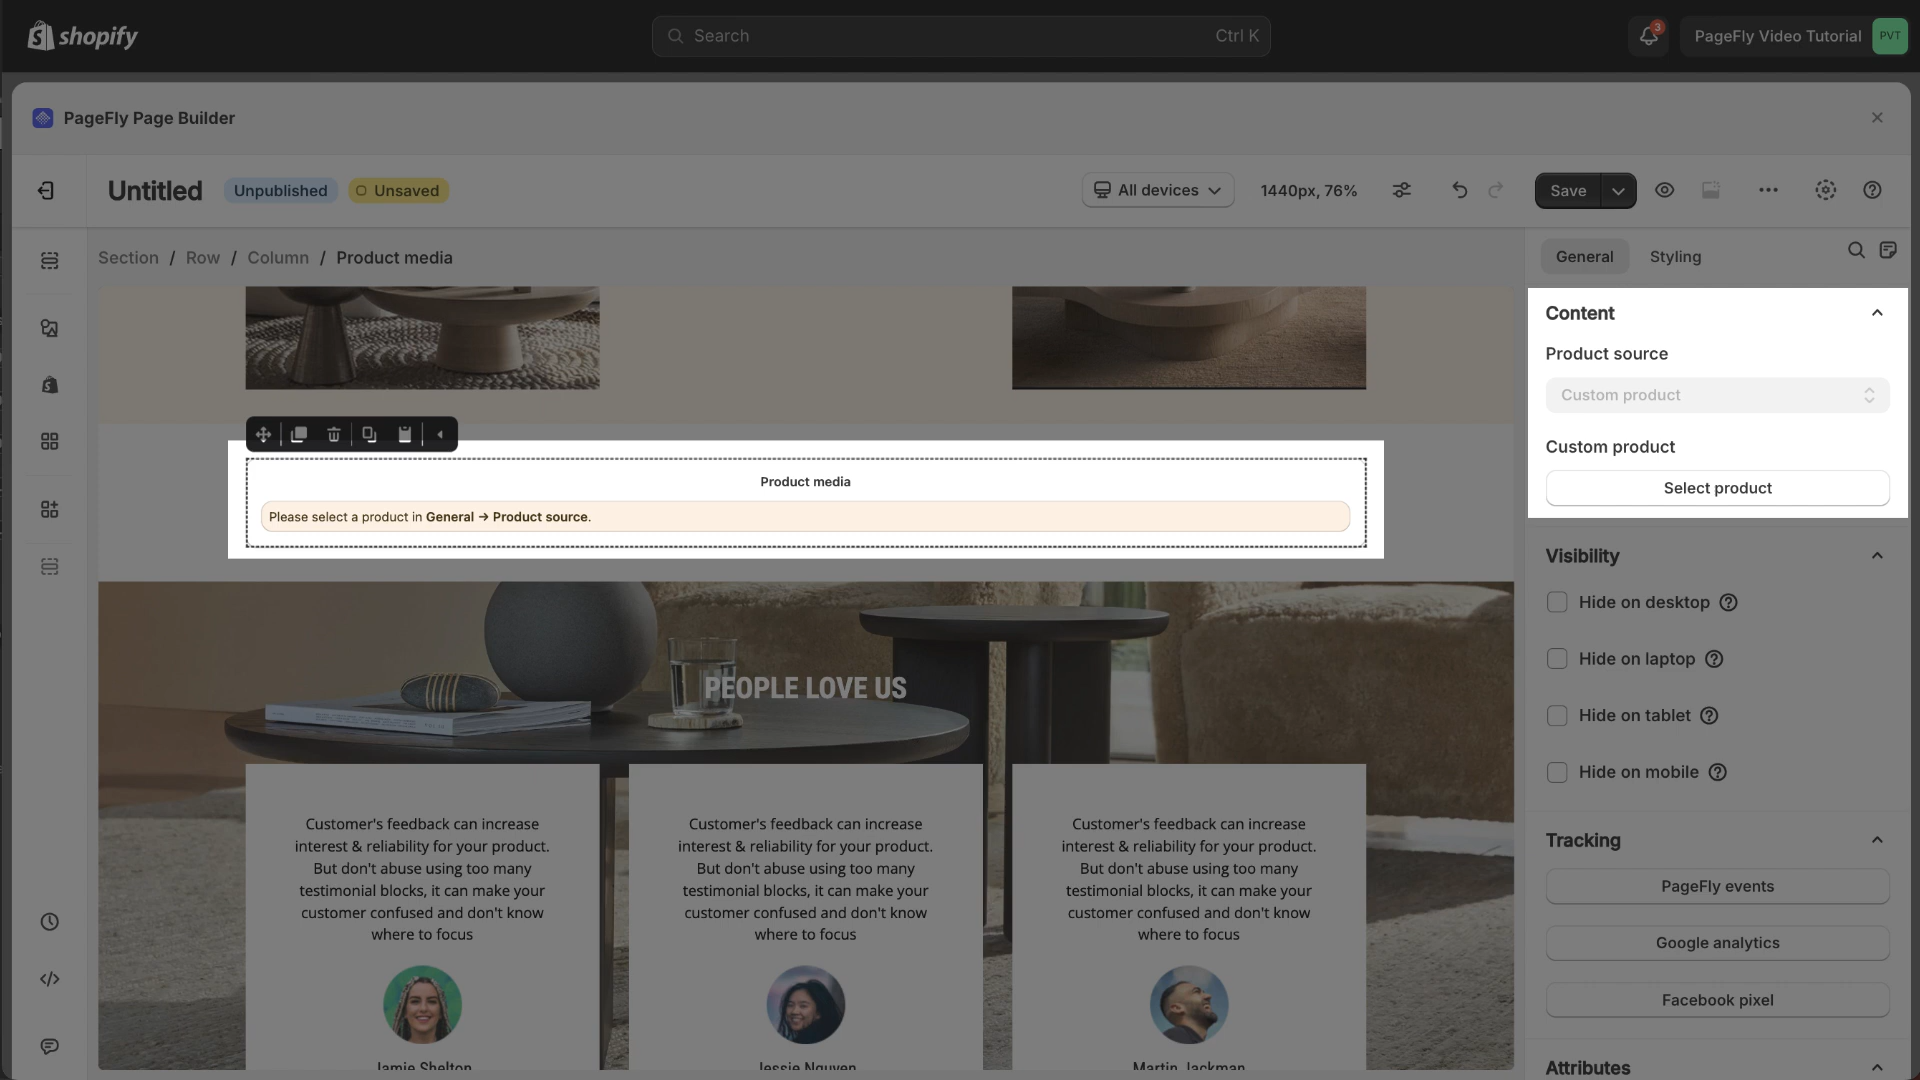 shopify
Search
Ctrl K
3
PageFly Video Tutorial
PVT
PageFly Page Builder
Untitled
Unpublished
Unsaved
All devices
1440px, 76%
Save
Section / Row / Column / Product media
General
Styling
Content
Product source
Custom product
Custom product
Select product
Product media
Please select a product in General → Product source.
Visibility
Hide on desktop
Hide on laptop
Hide on tablet
Hide on mobile
PEOPLE LOVE US
Customer's feedback can increase
interest & reliability for your product.
But don't abuse using too many
testimonial blocks, it can make your
customer confused and don't know
where to focus
Jamie Shelton
Customer's feedback can increase
interest & reliability for your product.
But don't abuse using too many
testimonial blocks, it can make your
customer confused and don't know
where to focus
Jessie Nguyen
Customer's feedback can increase
interest & reliability for your product.
But don't abuse using too many
testimonial blocks, it can make your
customer confused and don't know
where to focus
Martin Jackman
Tracking
PageFly events
Google analytics
Facebook pixel
Attributes